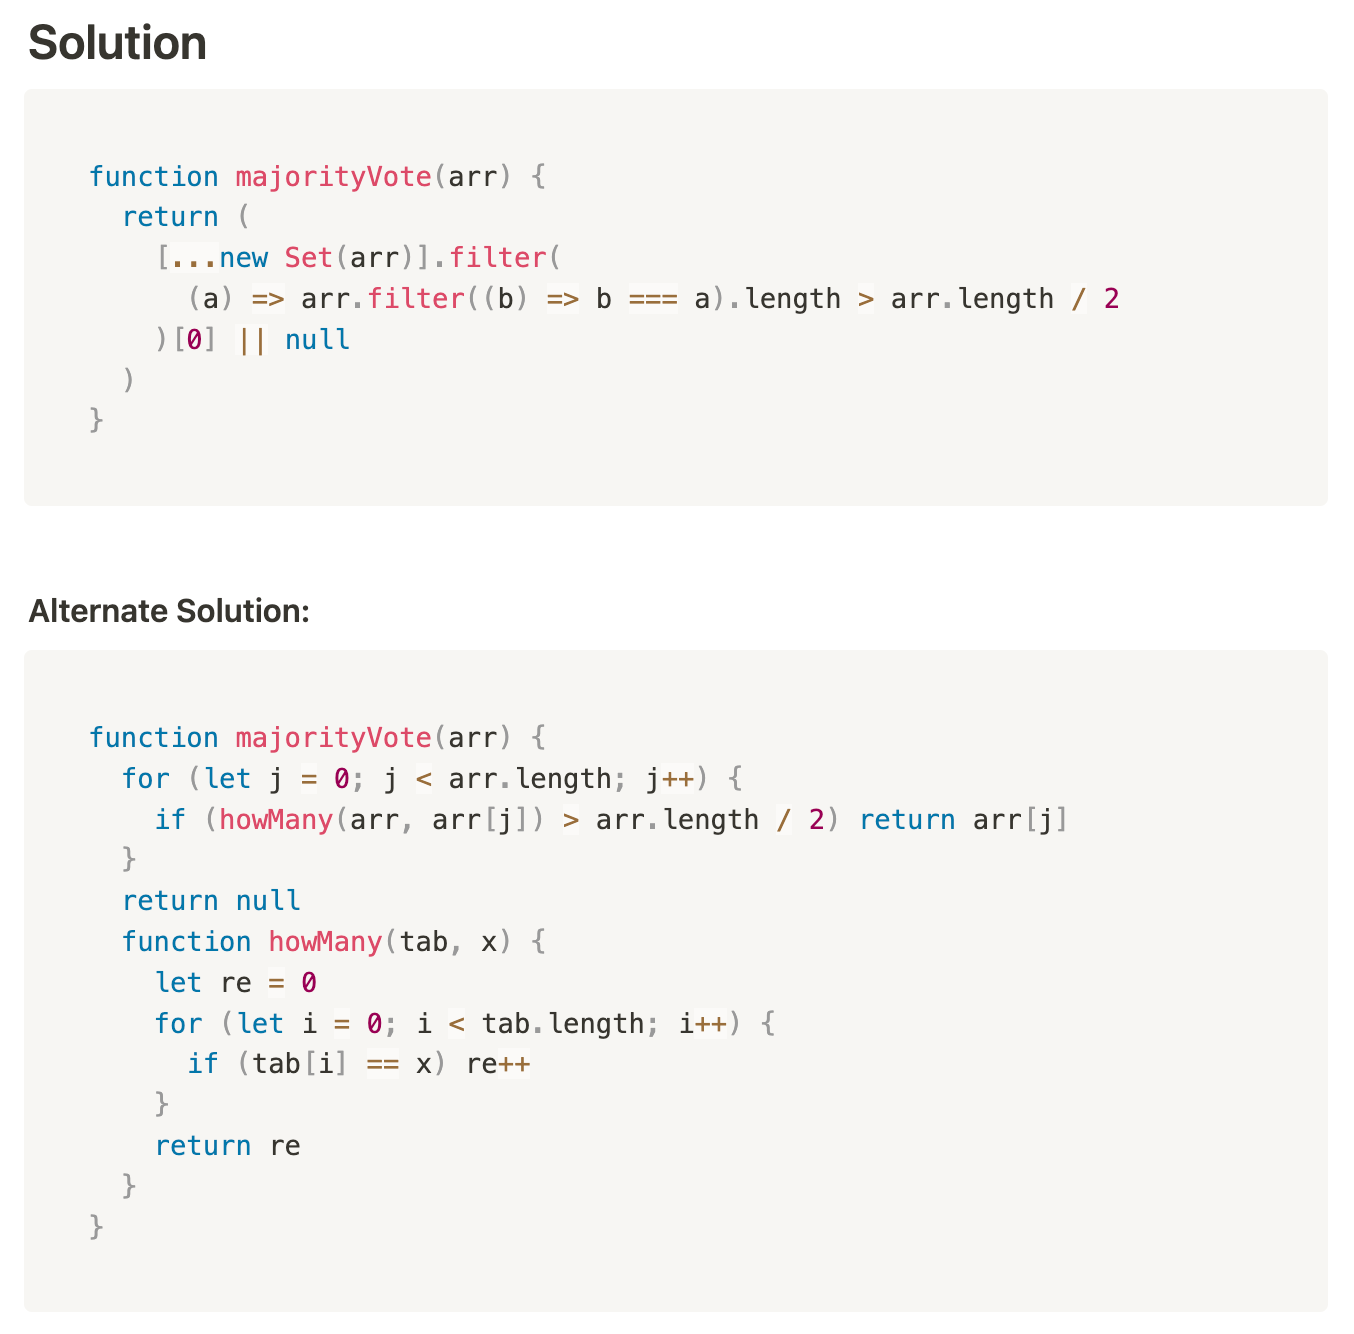 Solution
function majorityVote(arr) {
  return (
    [...new Set(arr)].filter(
      (a) => arr.filter((b) => b === a).length > arr.length / 2
    )[0] || null
  )
}
Alternate Solution:
function majorityVote(arr) {
  for (let j = 0; j < arr.length; j++) {
    if (howMany(arr, arr[j]) > arr.length / 2) return arr[j]
  }
  return null
  function howMany(tab, x) {
    let re = 0
    for (let i = 0; i < tab.length; i++) {
      if (tab[i] == x) re++
    }
    return re
  }
}